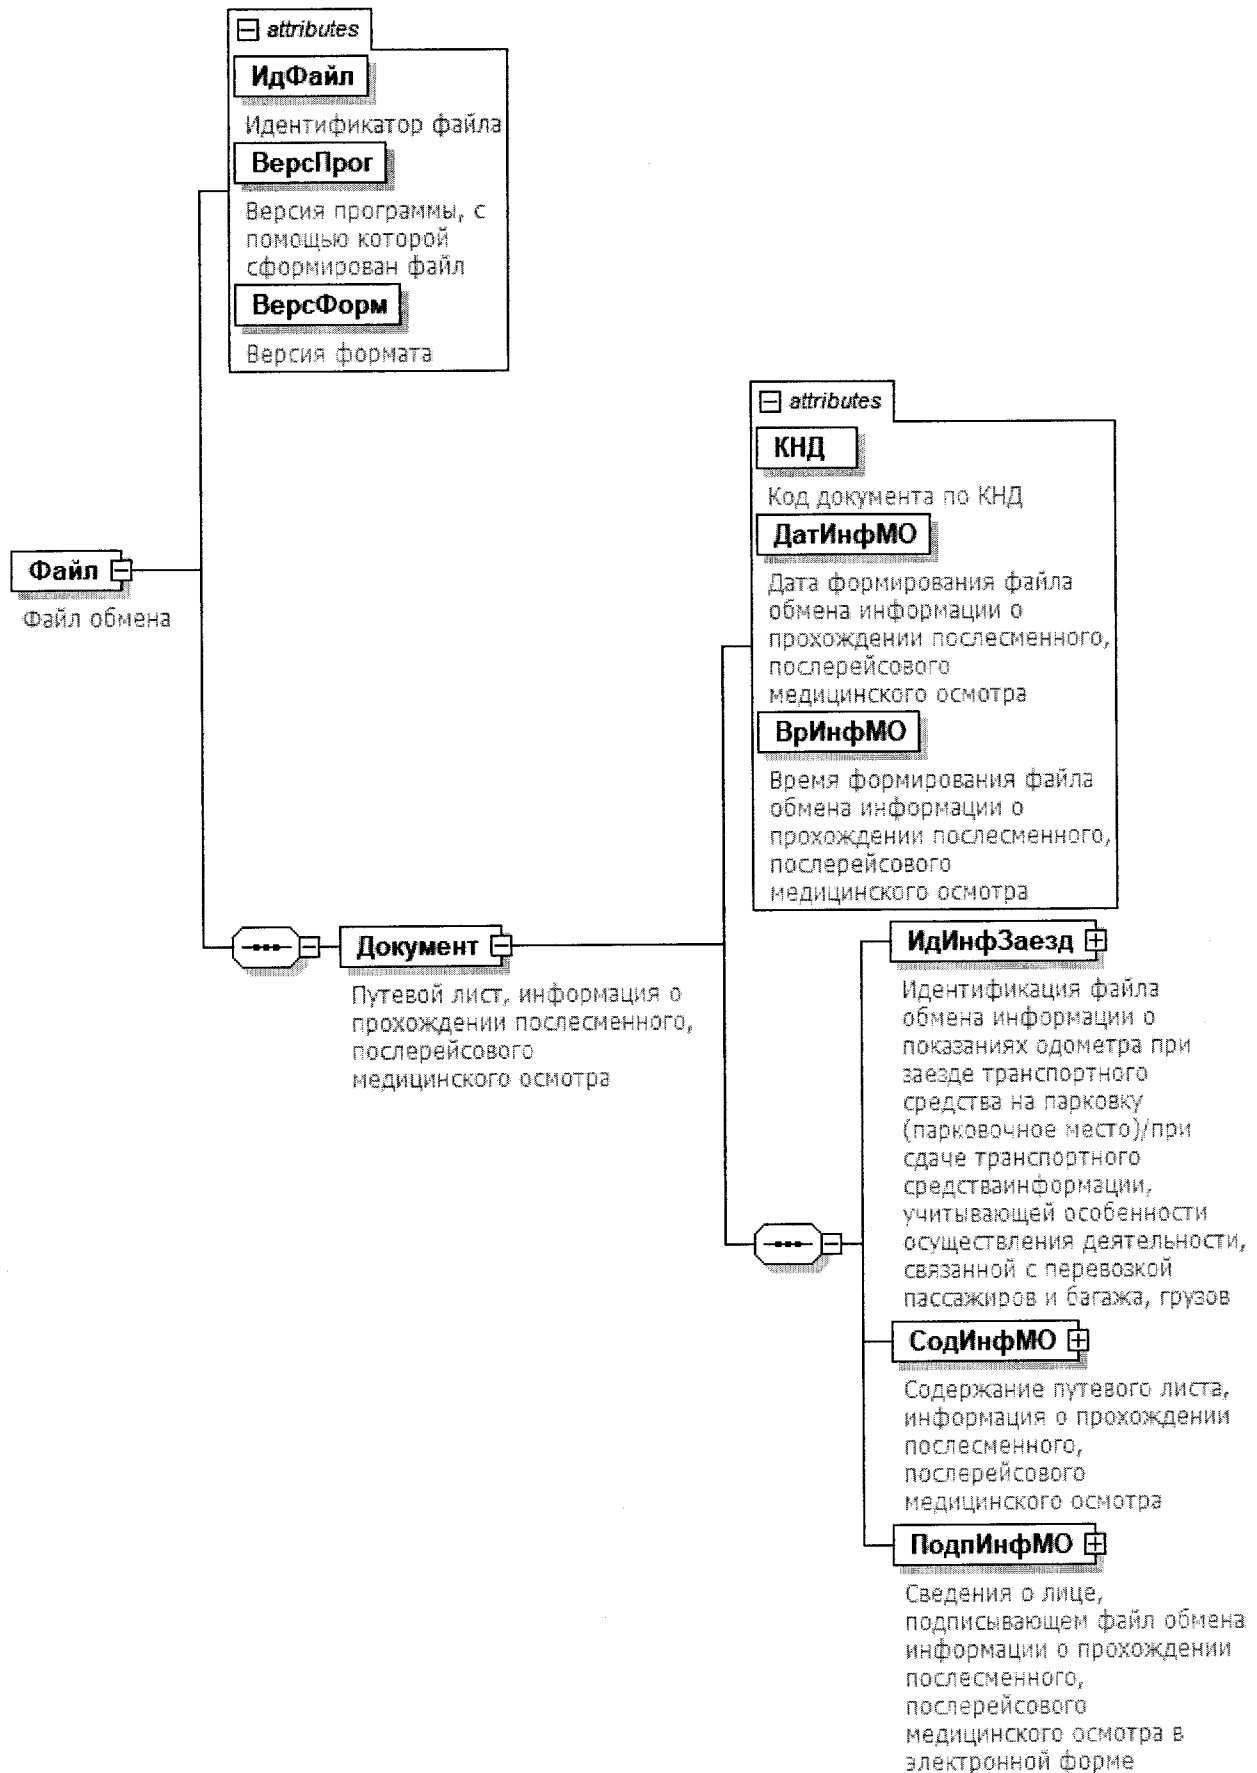 attributes
ИдФайл
Идентификатор файла
ВерсПрог
Версия программы, с
помощью которой
сформирован файл
ВерсФорм
Версия формата
Файл
Файл обмена
attributes
КНД
Код документа по КНД
ДатИнфМО
Дата формирования файла
обмена информации о
прохождении послесменного,
послерейсового
медицинского осмотра
ВрИнфМО
Время формирования файла
обмена информации о
прохождении послесменного,
послерейсового
медицинского осмотра
Документ
Путевой лист, информация о
прохождении послесменного,
послерейсового
медицинского осмотра
ИдИнфЗаезд
Идентификация файла
обмена информации о
показаниях одометра при
заезде транспортного
средства на парковку
(парковочное место)/при
сдаче транспортного
средстваинформации,
учитывающей особенности
осуществления деятельности,
связанной с перевозкой
пассажиров и багажа, грузов
СодИнфМО
Содержание путевого листа,
информация о прохождении
послесменного,
послерейсового
медицинского осмотра
ПодпИнфМО
Сведения о лице,
подписывающем файл обмена
информации о прохождении
послесменного,
послерейсового
медицинского осмотра в
электронной форме